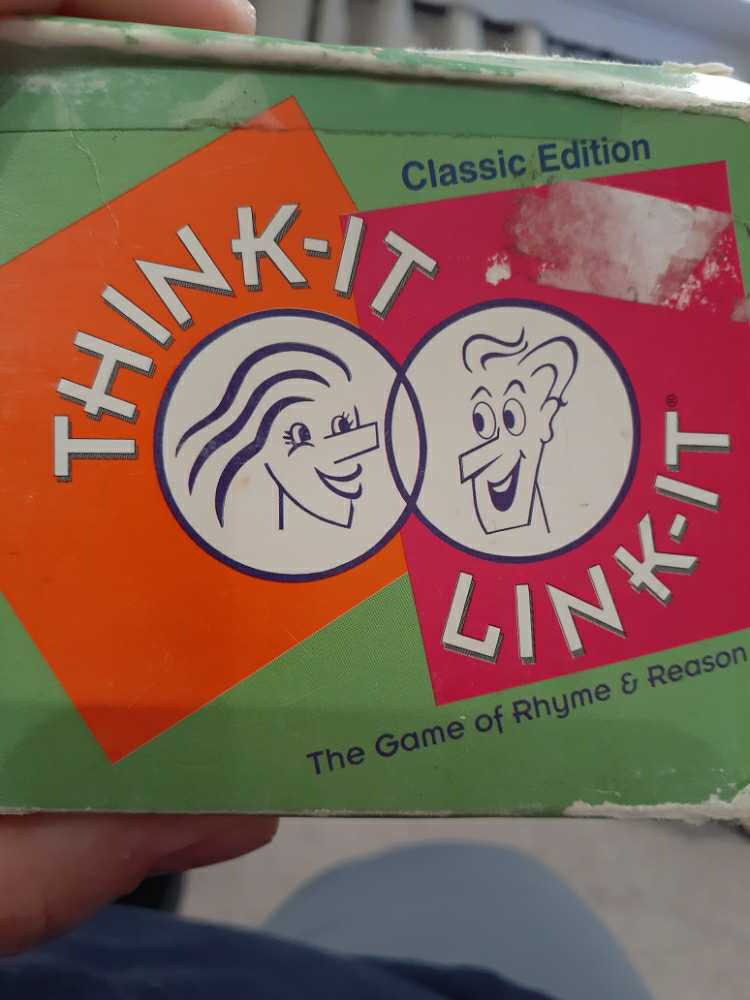 Classic Edition
THINK-IT
LINK-IT®
The Game of Rhyme & Reason